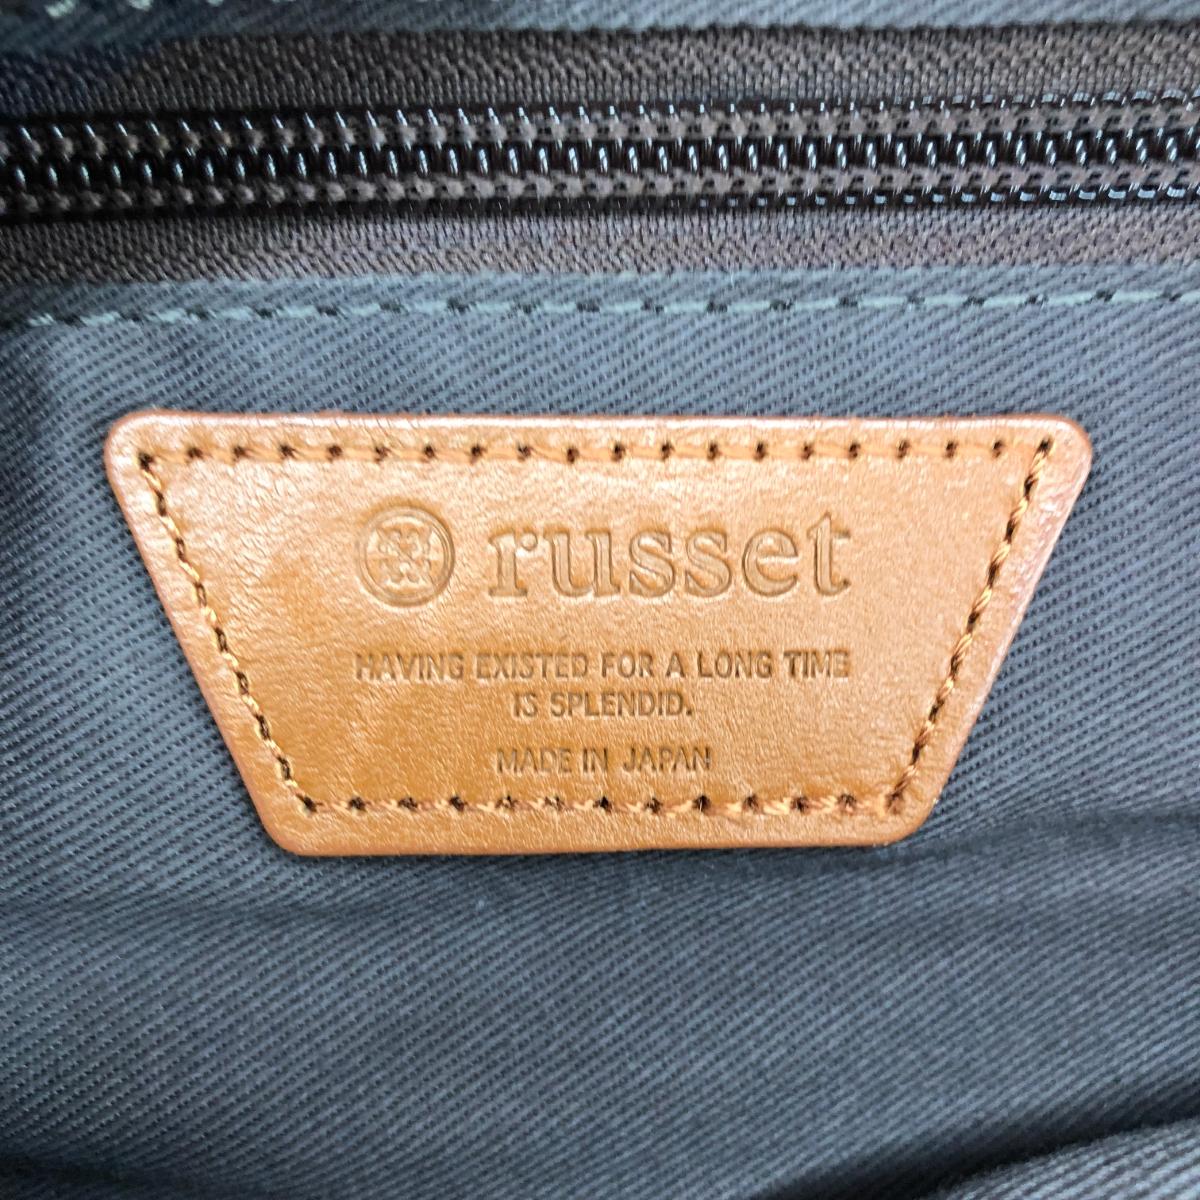 russet
HAVING EXISTED FOR A LONG TIME
IS SPLENDID.
MADE IN JAPAN